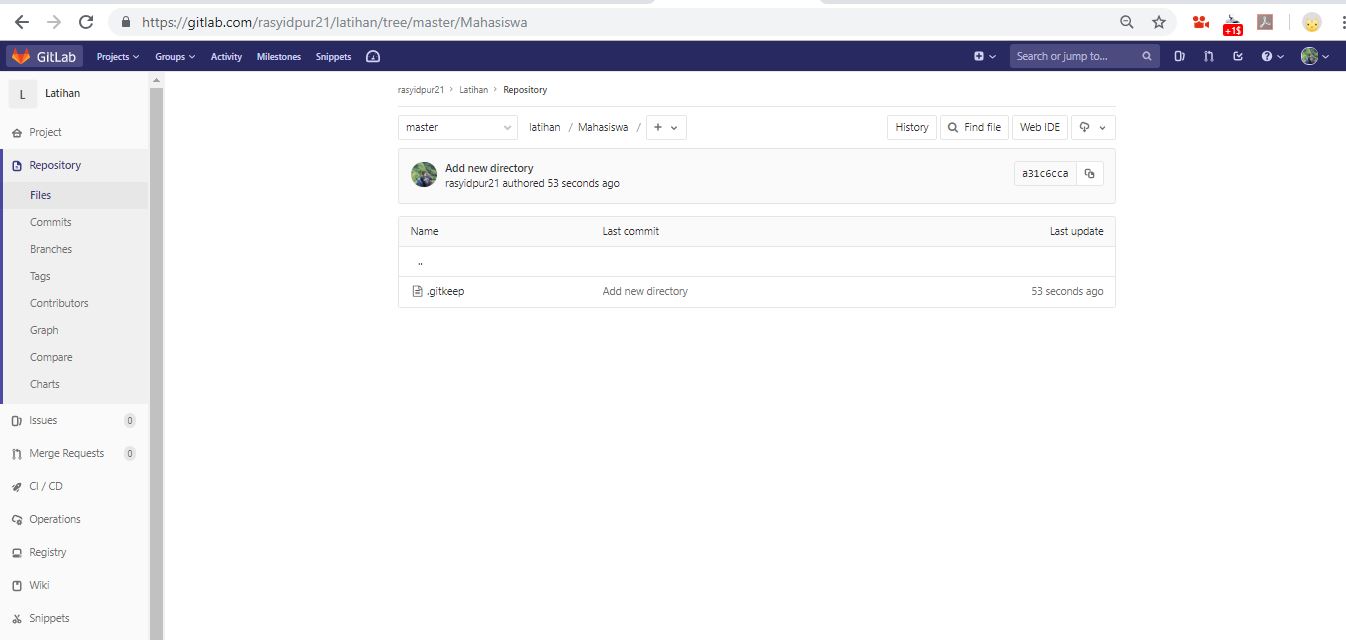 https://gitlab.com/rasyidpur21/latihan/tree/master/Mahasiswa
+1$
GitLab Projects Groups Activity Milestones Snippets Search or jump to...
L Latihan
Project
Repository
Files
Commits
Branches
Tags
Contributors
Graph
Compare
Charts
Issues 0
Merge Requests 0
CI / CD
Operations
Registry
Wiki
Snippets
rasyidpur21 > Latihan > Repository
master latihan / Mahasiswa / + History Find file Web IDE
Add new directory
rasyidpur21 authored 53 seconds ago
a31c6cca
Name Last commit Last update
..
.gitkeep Add new directory 53 seconds ago